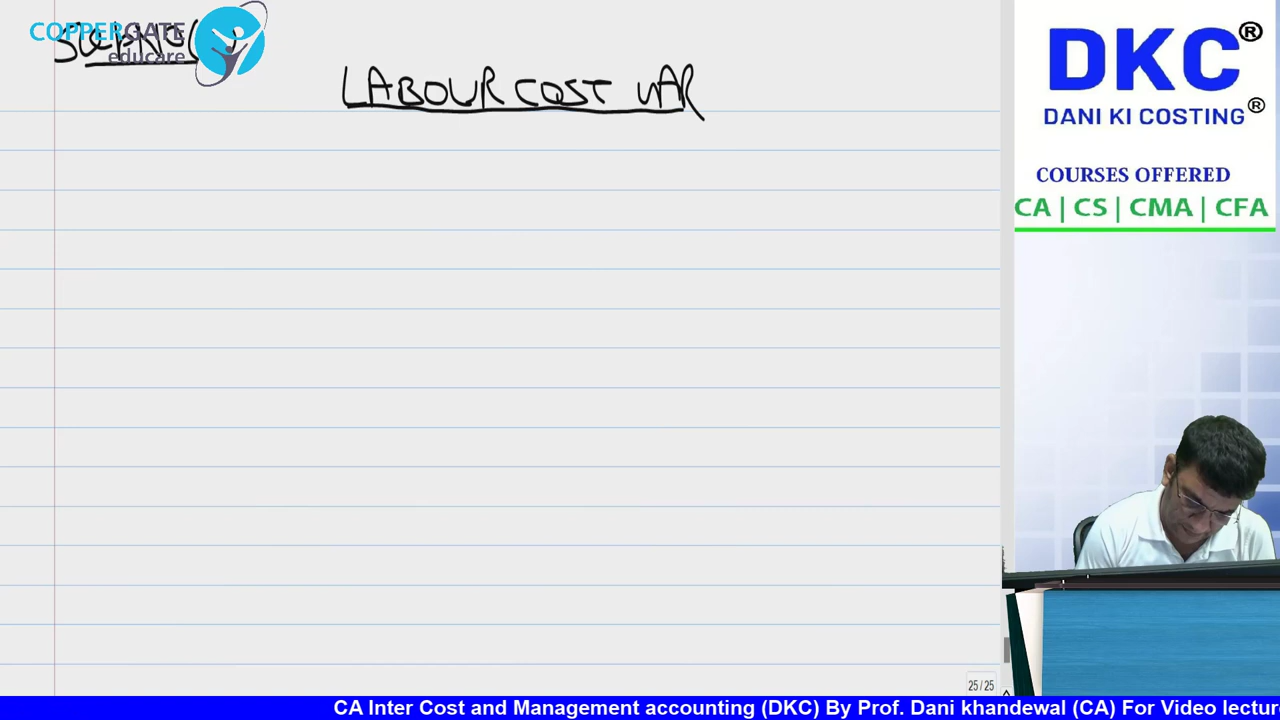 COPPERGATE
educare
LABOUR COST VAR
25/25
DKC®
DANI KI COSTING®
COURSES OFFERED
CA | CS | CMA | CFA
CA Inter Cost and Management accounting (DKC) By Prof. Dani khandewal (CA) For Video lectur